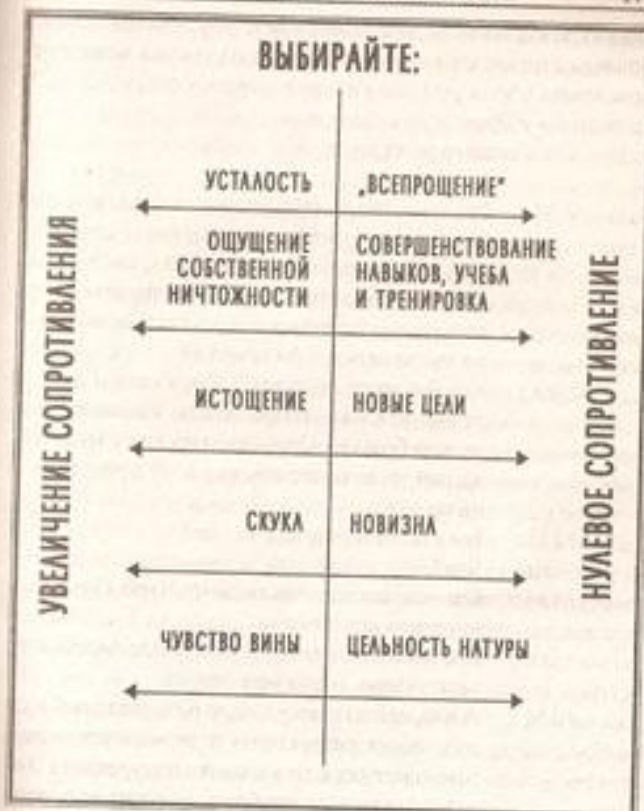 ВЫБИРАЙТЕ:
УСТАЛОСТЬ „ВСЕПРОЩЕНИЕ"
ОЩУЩЕНИЕ СОБСТВЕННОЙ НИЧТОЖНОСТИ
СОВЕРШЕНСТВОВАНИЕ НАВЫКОВ, УЧЕБА И ТРЕНИРОВКА
ИСТОЩЕНИЕ НОВЫЕ ЦЕЛИ
СКУКА НОВИЗНА
ЧУВСТВО ВИНЫ ЦЕЛЬНОСТЬ НАТУРЫ
УВЕЛИЧЕНИЕ СОПРОТИВЛЕНИЯ
НУЛЕВОЕ СОПРОТИВЛЕНИЕ